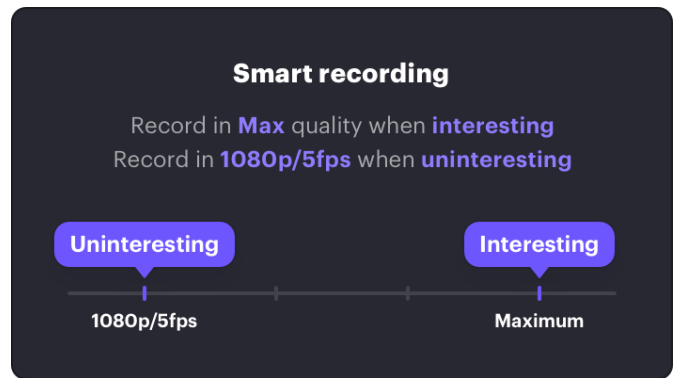 Smart recording
Record in Max quality when interesting
Record in 1080p/5fps when uninteresting
Uninteresting
Interesting
1080p/5fps
Maximum